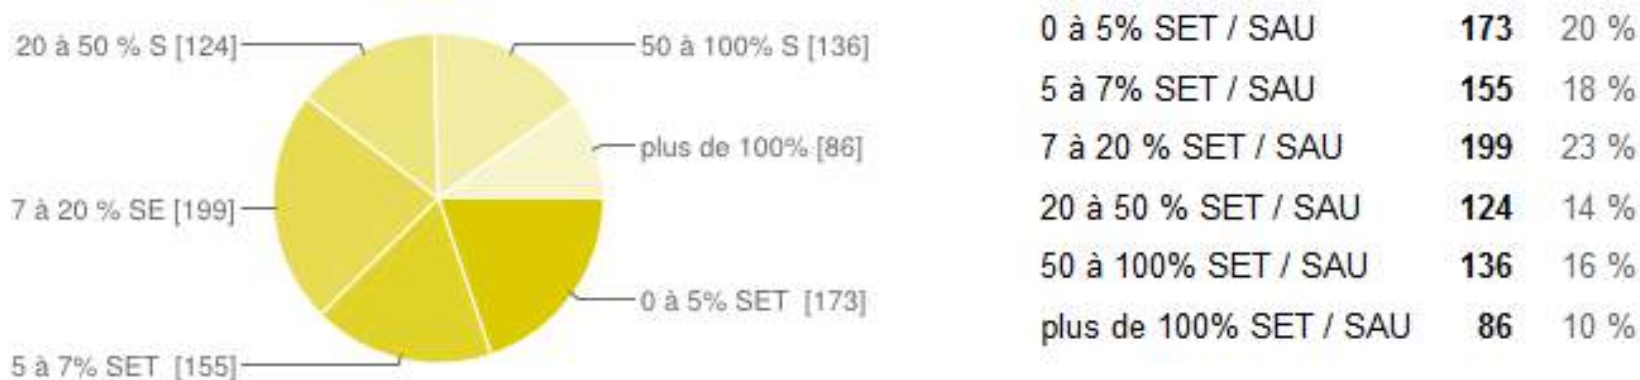 20 à 50 % S [124]
50 à 100% S [136]
plus de 100% [86]
7 à 20 % SE [199]
0 à 5% SET [173]
5 à 7% SET [155]
0 à 5% SET / SAU 173 20 %
5 à 7% SET / SAU 155 18 %
7 à 20 % SET / SAU 199 23 %
20 à 50 % SET / SAU 124 14 %
50 à 100% SET / SAU 136 16 %
plus de 100% SET / SAU 86 10 %